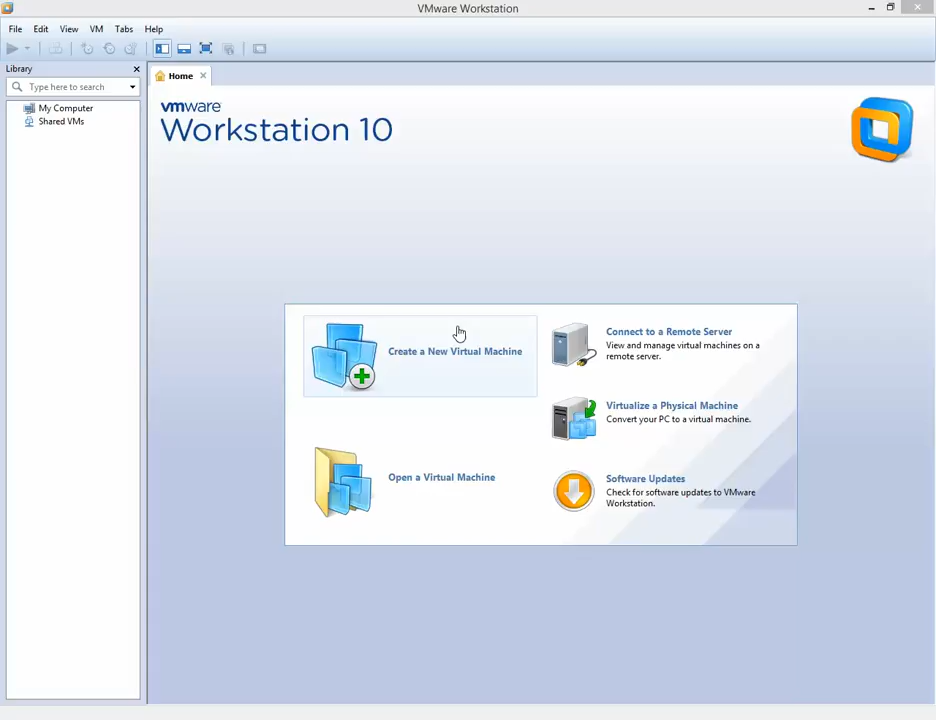 VMware Workstation
File Edit View VM Tabs Help
Library
Type here to search
My Computer
Shared VMs
Home
vmware
Workstation 10
Create a New Virtual Machine
Open a Virtual Machine
Connect to a Remote Server
View and manage virtual machines on a
remote server.
Virtualize a Physical Machine
Convert your PC to a virtual machine.
Software Updates
Check for software updates to VMware
Workstation.